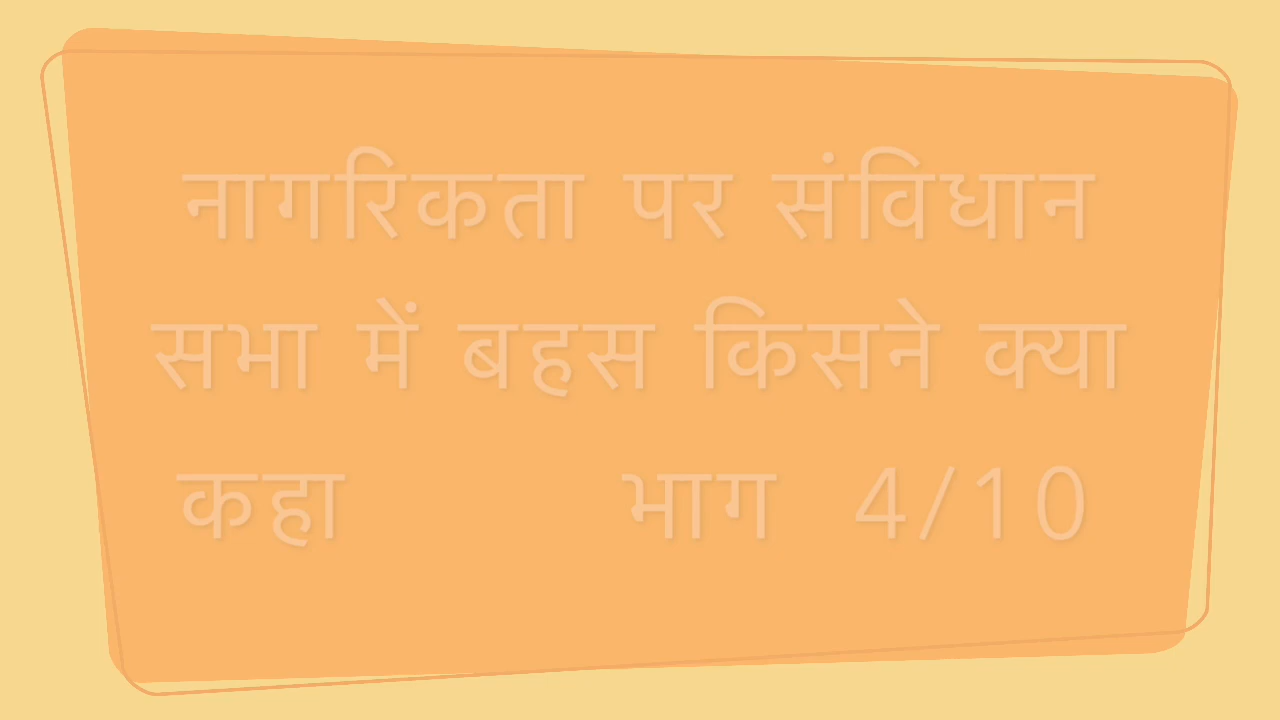 नागरिकता पर संविधान
सभा में बहस किसने क्या
कहा भाग 4/10